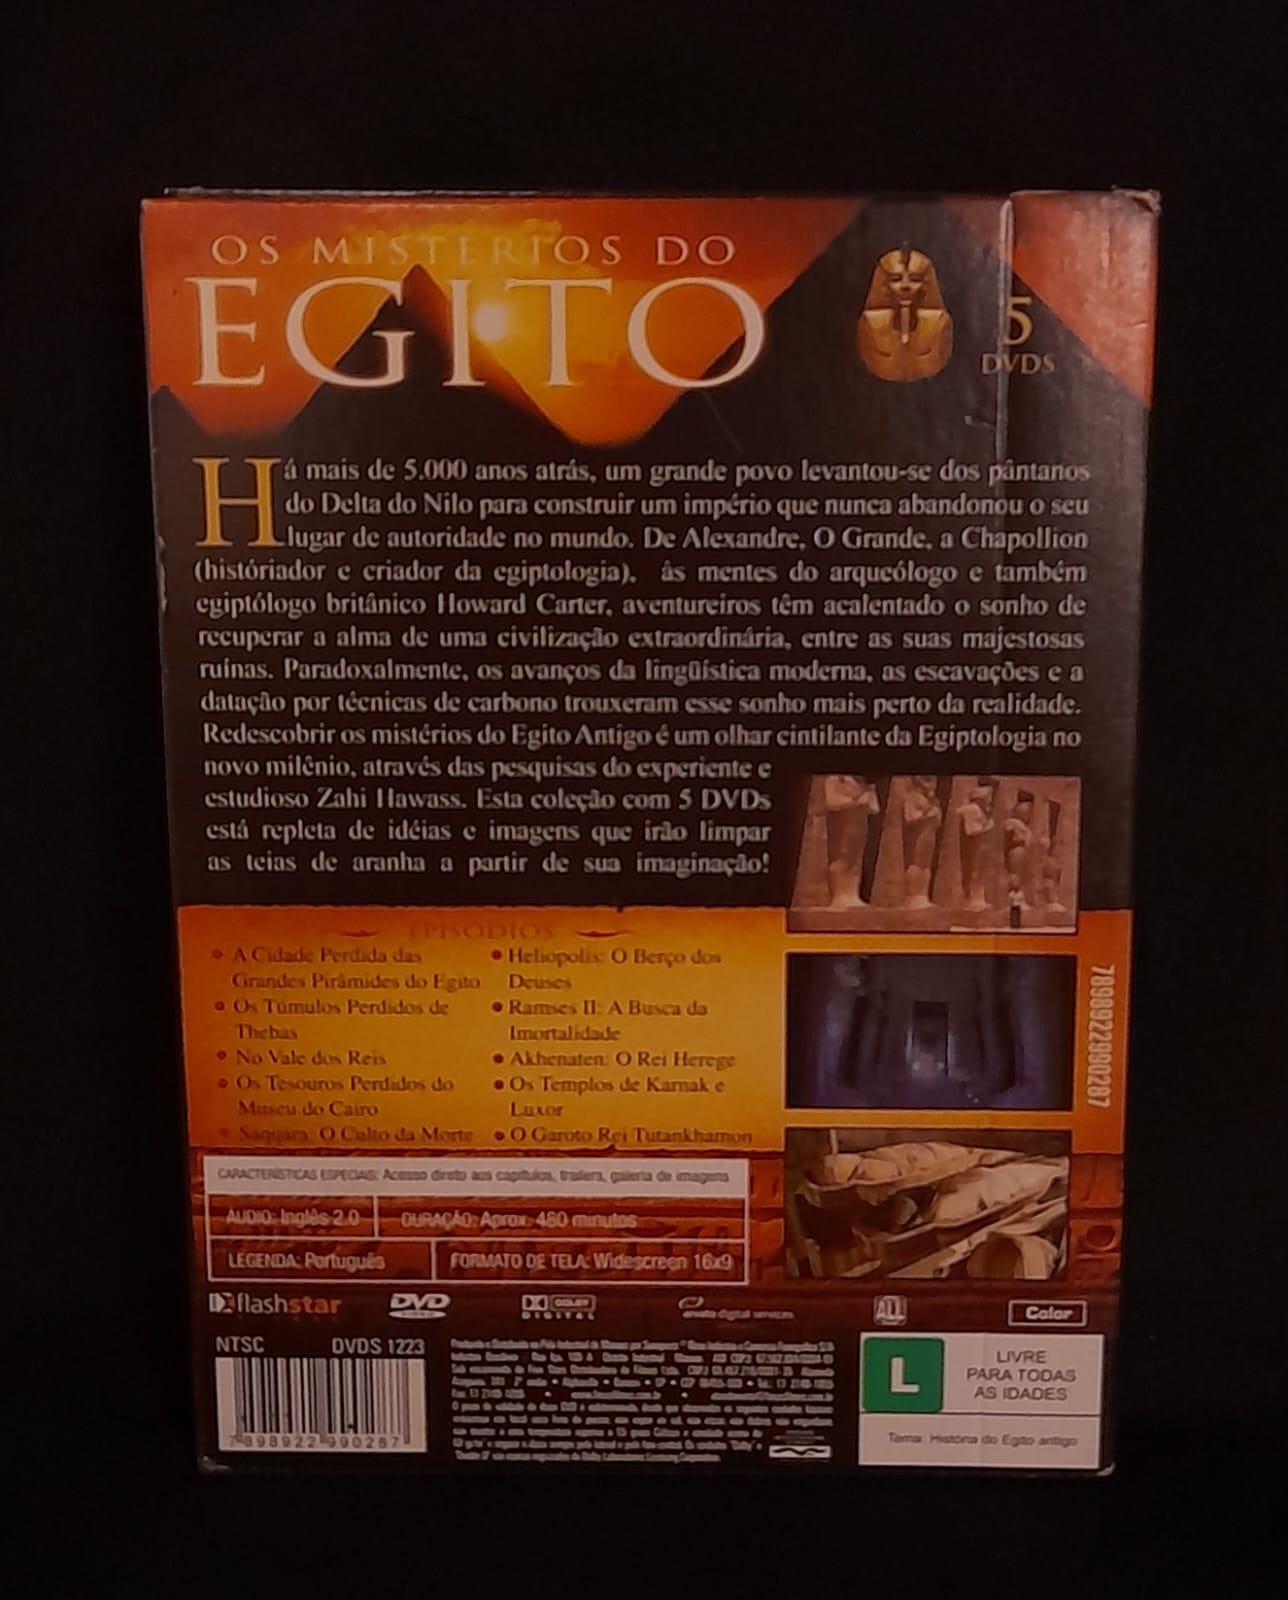 OS MISTÉRIOS DO
EGITO
5
DVDS
Há mais de 5.000 anos atrás, um grande povo levantou-se dos pântanos
do Delta do Nilo para construir um império que nunca abandonou o seu
lugar de autoridade no mundo. De Alexandre, O Grande, a Chapollion
(históriador e criador da egiptologia), às mentes do arqueólogo e também
egiptólogo britânico Howard Carter, aventureiros têm acalentado o sonho de
recuperar a alma de uma civilização extraordinária, entre as suas majestosas
ruínas. Paradoxalmente, os avanços da lingüística moderna, as escavações e a
datação por técnicas de carbono trouxeram esse sonho mais perto da realidade.
Redescobrir os mistérios do Egito Antigo é um olhar cintilante da Egiptologia no
novo milênio, através das pesquisas do experiente e
estudioso Zahi Hawass. Esta coleção com 5 DVDs
está repleta de idéias e imagens que irão limpar
as teias de aranha a partir de sua imaginação!
EPISÓDIOS
• A Cidade Perdida das
Grandes Pirâmides do Egito
• Os Túmulos Perdidos de
Thebas
• No Vale dos Reis
• Os Tesouros Perdidos do
Museu do Cairo
• Saqqara: O Culto da Morte
• Heliopolis: O Berço dos
Deuses
• Ramses II: A Busca da
Imortalidade
• Akhenaten: O Rei Herege
• Os Templos de Karnak e
Luxor
• O Garoto Rei Tutankhamon
7898922990287
CARACTERÍSTICAS ESPECIAIS: Acesso direto aos capítulos, trailers, galeria de imagens
ÁUDIO: Inglês 2.0
DURAÇÃO: Aprox. 480 minutos
LEGENDA: Português
FORMATO DE TELA: Widescreen 16x9
flashstar
DVD
VIDEO
DOLBY
DIGITAL
digital services
ALL
Color
NTSC
DVDS 1223
7 898922 990287
L
LIVRE
PARA TODAS
AS IDADES
Tema: História do Egito antigo